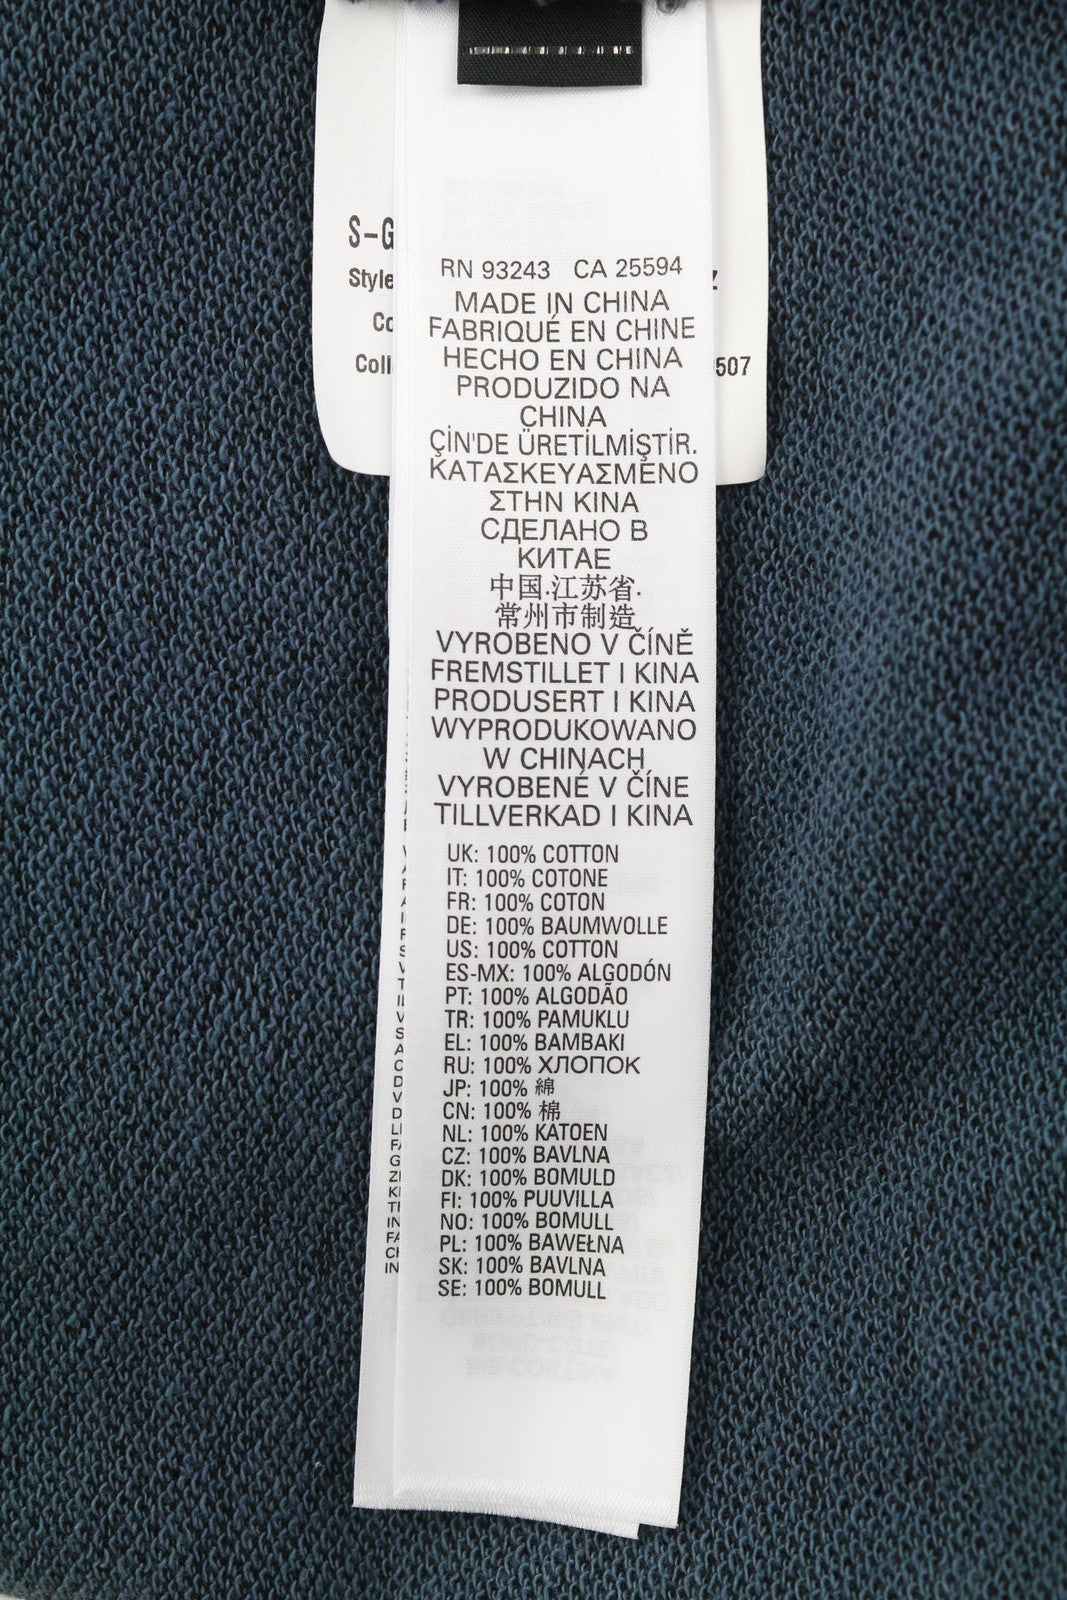 S-G
Style
Co
Coll
507
RN 93243 CA 25594
MADE IN CHINA
FABRIQUÉ EN CHINE
HECHO EN CHINA
PRODUZIDO NA
CHINA
ÇİN'DE ÜRETİLMİŞTİR.
ΚΑΤΑΣΚΕΥΑΣΜΕΝΟ
ΣΤΗΝ ΚΙΝΑ
СДЕЛАНО В
КИТАЕ
中国.江苏省.
常州市制造
VYROBENO V ČÍNĚ
FREMSTILLET I KINA
PRODUSERT I KINA
WYPRODUKOWANO
W CHINACH
VYROBENÉ V ČÍNE
TILLVERKAD I KINA
UK: 100% COTTON
IT: 100% COTONE
FR: 100% COTON
DE: 100% BAUMWOLLE
US: 100% COTTON
ES-MX: 100% ALGODÓN
PT: 100% ALGODÃO
TR: 100% PAMUKLU
EL: 100% BAMBAKI
RU: 100% ХЛОПОК
JP: 100% 綿
CN: 100% 棉
NL: 100% KATOEN
CZ: 100% BAVLNA
DK: 100% BOMULD
FI: 100% PUUVILLA
NO: 100% BOMULL
PL: 100% BAWEŁNA
SK: 100% BAVLNA
SE: 100% BOMULL